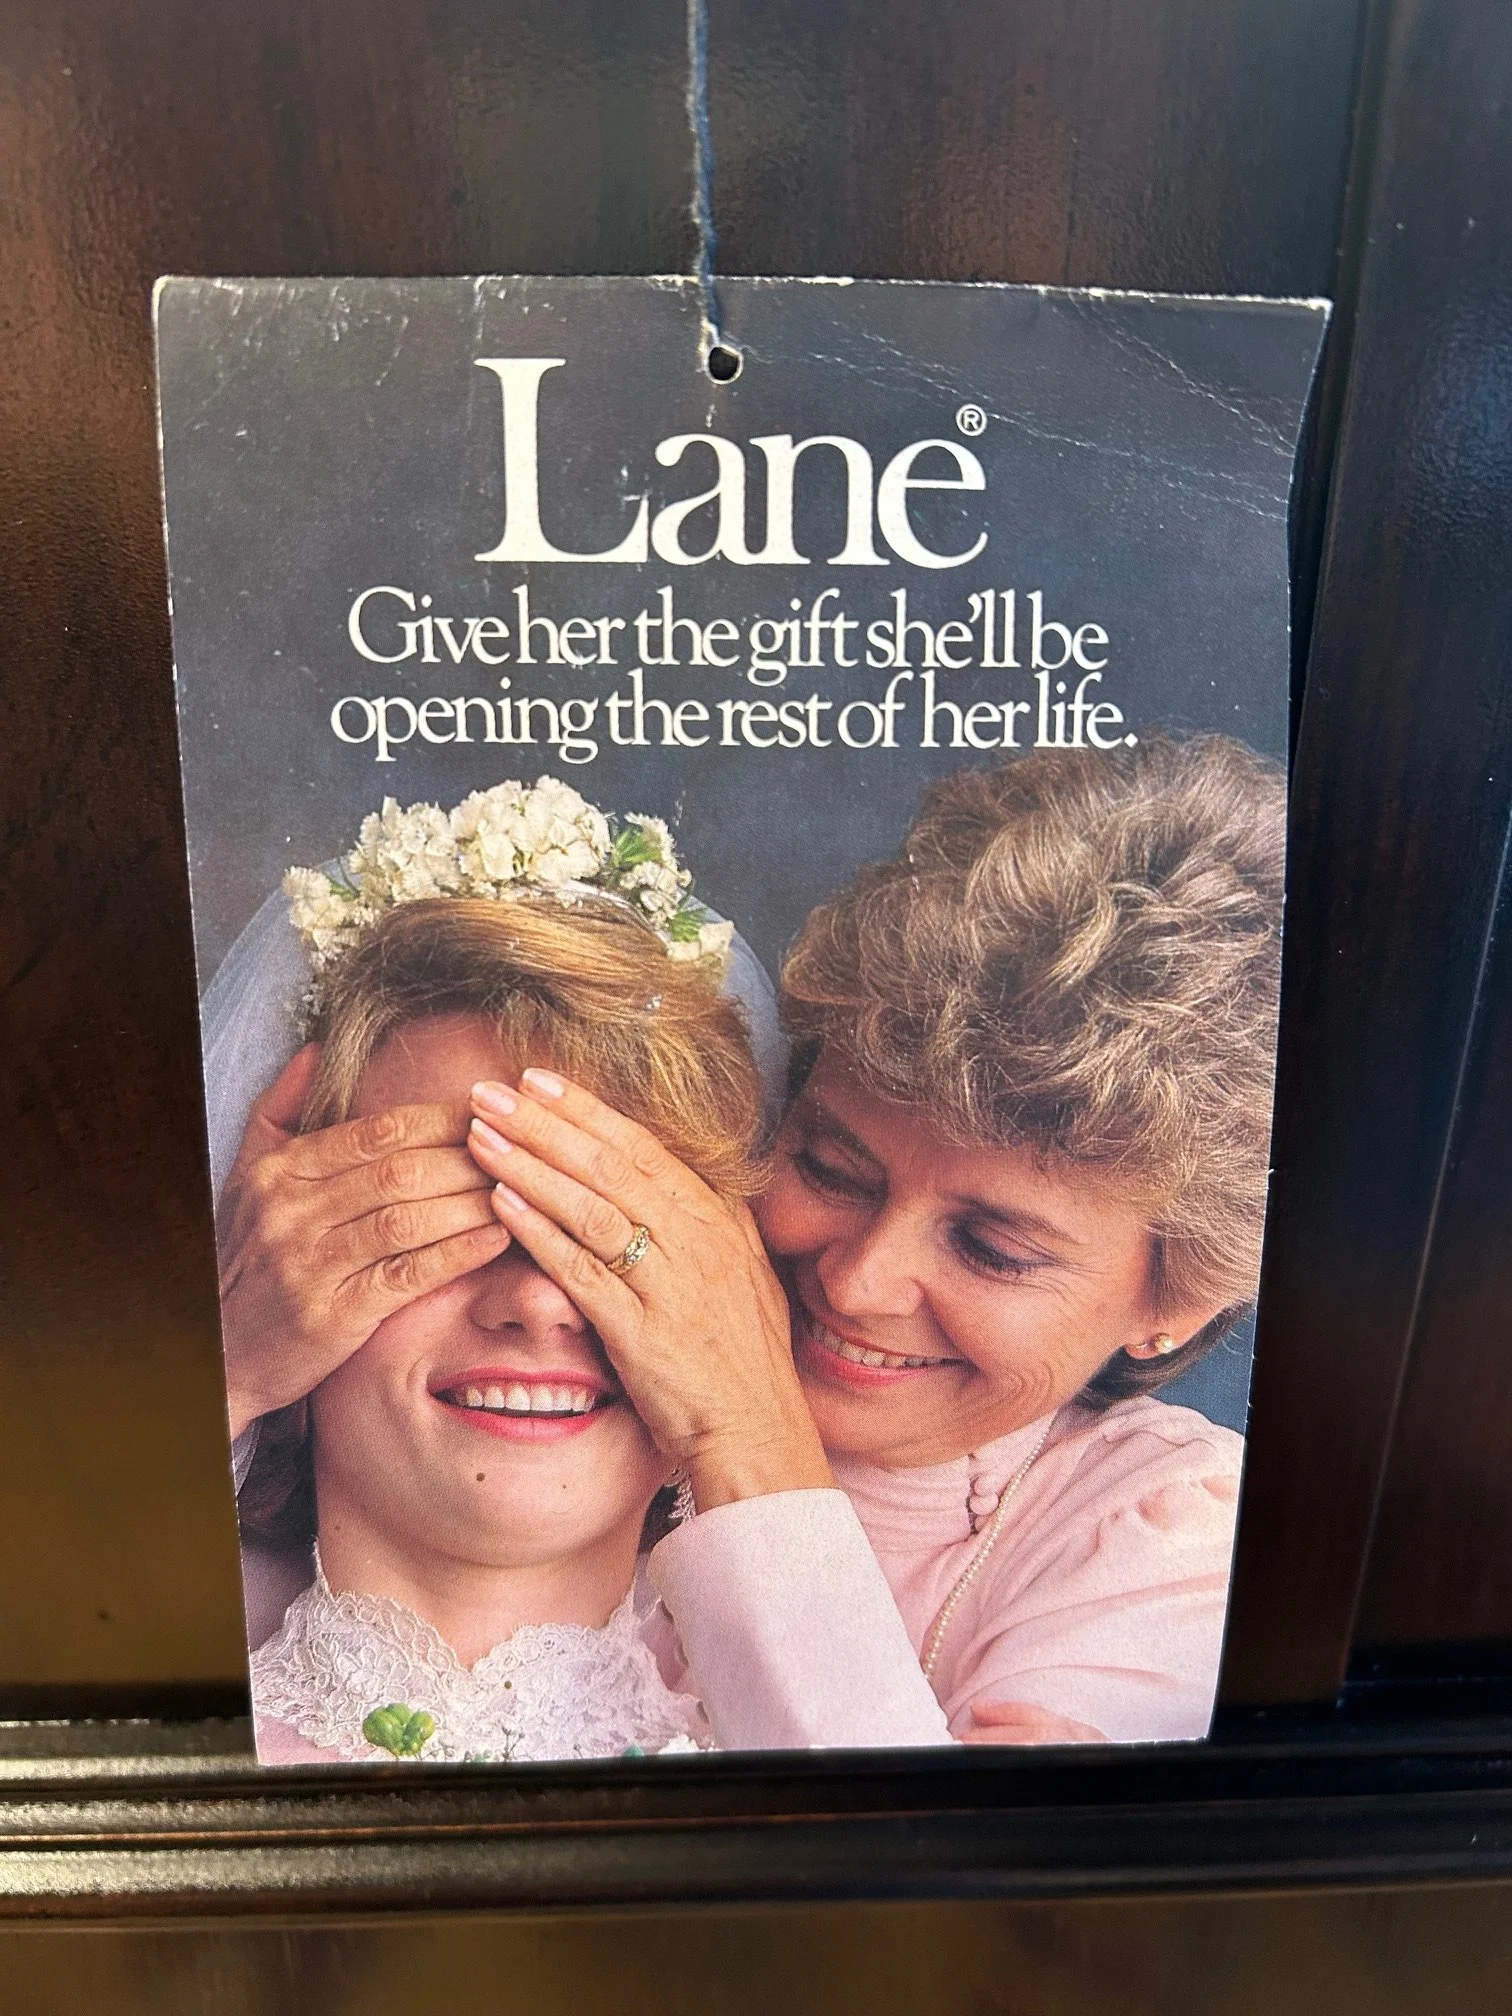 Lane®
Give her the gift she'll be
opening the rest of her life.